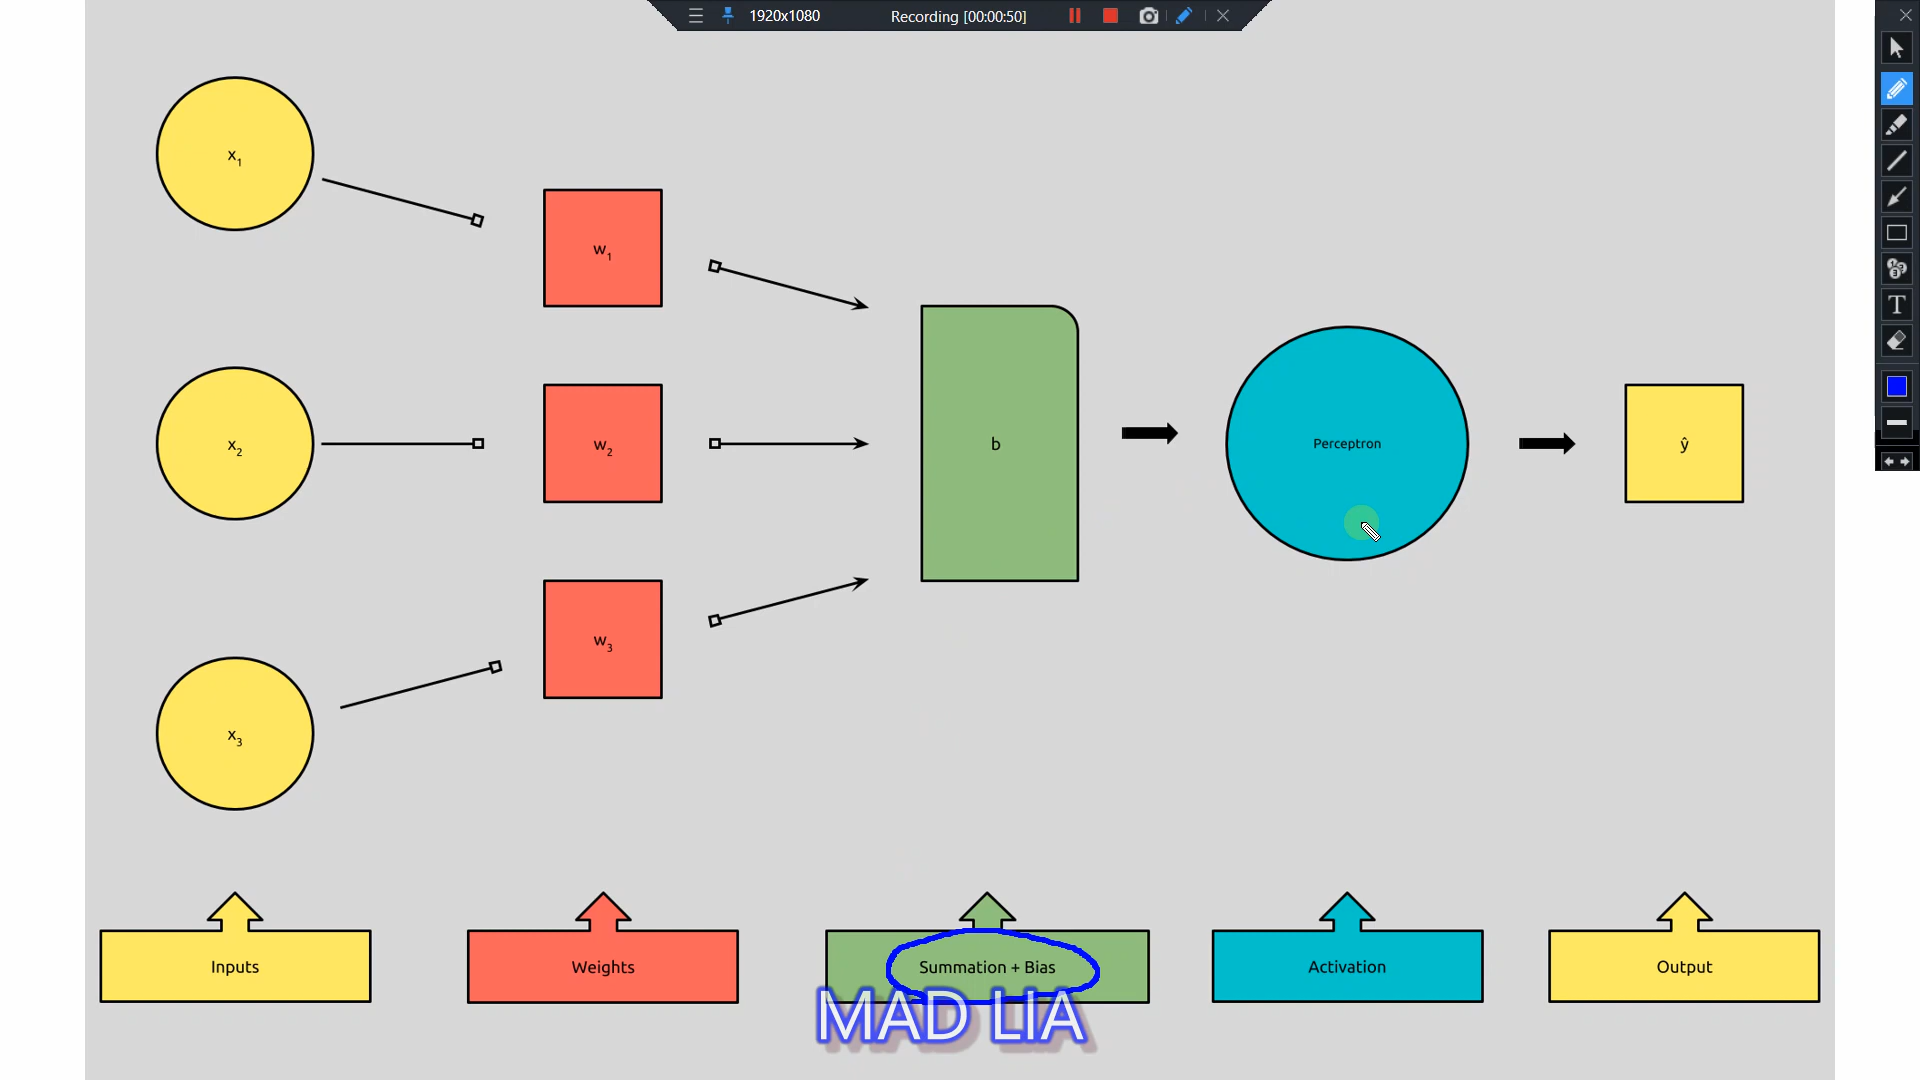 1920x1080
Recording [00:00:50]
x1
w1
x2
w2
b
Perceptron
ŷ
w3
x3
Inputs
Weights
Summation + Bias
Activation
Output
MAD LIA
T